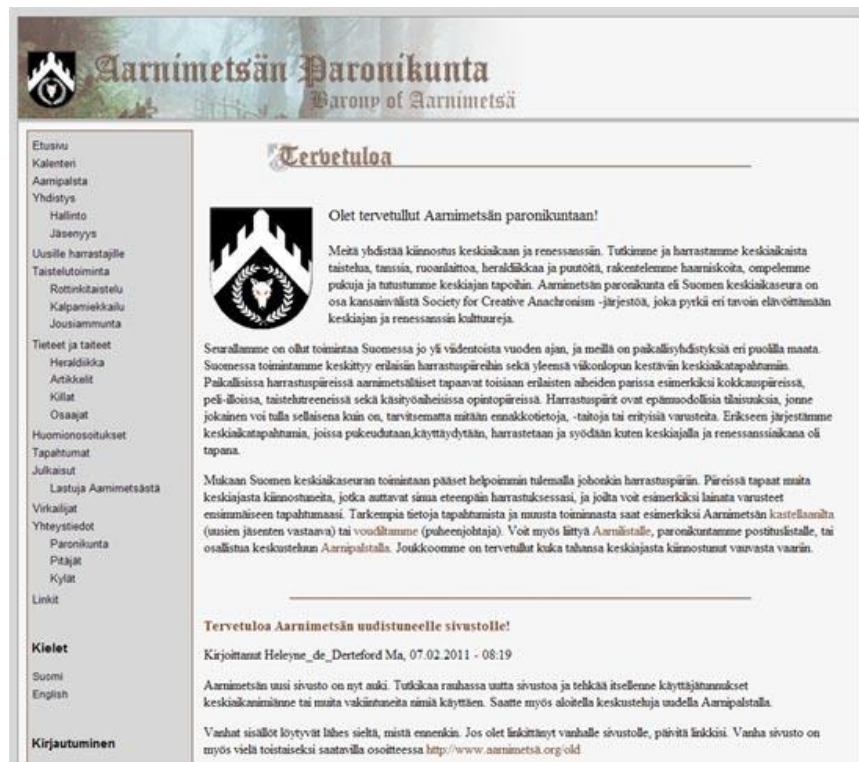 Aarnimetsän Paronikunta
Barony of Aarnimetsä
Etusivu
Kalenteri
Aarnipalsta
Yhdistys
Hallinto
Jäsenyys
Uusille harrastajille
Taistelutoiminta
Rottinkitaistelu
Kalpamiekkailu
Jousiammunta
Tieteet ja taiteet
Heraldiikka
Artikkelit
Killat
Osaajat
Huomionosoitukset
Tapahtumat
Julkaisut
Lastuja Aarnimetsästä
Virkailijat
Yhteystiedot
Paronikunta
Pitäjät
Kylät
Linkit
Kielet
Suomi
English
Kirjautuminen
Tervetuloa
Olet tervetullut Aarnimetsän paronikuntaan!
Meitä yhdistää kiinnostus keskiaikaan ja renessanssiin. Tutkimme ja harrastamme keskiaikaista
taistelua, tanssia, ruoanlaittoa, heraldiikkaa ja puutöitä, rakentelemme haarniskoita, ompelemme
pukuja ja tutustumme keskiajan tapoihin. Aarnimetsän paronikunta eli Suomen keskiaikaseura on
osa kansainvälistä Society for Creative Anachronism -järjestöä, joka pyrkii eri tavoin elävöittämään
keskiajan ja renessanssin kulttuureja.
Seurallamme on ollut toimintaa Suomessa jo yli viidentoista vuoden ajan, ja meillä on paikallisyhdistyksiä eri puolilla maata.
Suomessa toimintamme keskittyy erilaisiin harrastuspiireihin sekä yleensä viikonlopun kestäviin keskiaikatapahtumiin.
Paikallisissa harrastuspiireissä aarnimetsäläiset tapaavat toisiaan erilaisten aiheiden parissa esimerkiksi kokkauspiireissä,
peli-illoissa, taistelutreeneissä sekä käsityöaiheisissa opintopiireissä. Harrastuspiirit ovat epämuodollisia tilaisuuksia, jonne
jokainen voi tulla sellaisena kuin on, tarvitsematta mitään ennakkotietoja, -taitoja tai erityisiä varusteita. Erikseen järjestämme
keskiaikatapahtumia, joissa pukeudutaan,käyttäydytään, harrastetaan ja syödään kuten keskiajalla ja renessanssiaikana oli
tapana.
Mukaan Suomen keskiaikaseuran toimintaan pääset helpoimmin tulemalla johonkin harrastuspiiriin. Piireissä tapaat muita
keskiajasta kiinnostuneita, jotka auttavat sinua eteenpäin harrastuksessasi, ja joilta voit esimerkiksi lainata varusteet
ensimmäiseen tapahtumaasi. Tarkempia tietoja tapahtumista ja muusta toiminnasta saat esimerkiksi Aarnimetsän kastellaanilta
(uusien jäsenten vastaava) tai voudiltamme (puheenjohtaja). Voit myös liittyä Aarnilistalle, paronikuntamme postituslistalle, tai
osallistua keskusteluun Aarnipalstalla. Joukkoomme on tervetullut kuka tahansa keskiajasta kiinnostunut vauvasta vaariin.
Tervetuloa Aarnimetsän uudistuneelle sivustolle!
Kirjoittanut Heleyne_de_Derteford Ma, 07.02.2011 - 08:19
Aarnimetsän uusi sivusto on nyt auki. Tutkikaa rauhassa uutta sivustoa ja tehkää itsellenne käyttäjätunnukset
keskiaikanimiänne tai muita vakiintuneita nimiä käyttäen. Saatte myös aloitella keskusteluja uudella Aarnipalstalla.
Vanhat sisällöt löytyvät lähes sieltä, mistä ennenkin. Jos olet linkittänyt vanhalle sivustolle, päivitä linkkisi. Vanha sivusto on
myös vielä toistaiseksi saatavilla osoitteessa http://www.aarnimetsä.org/old